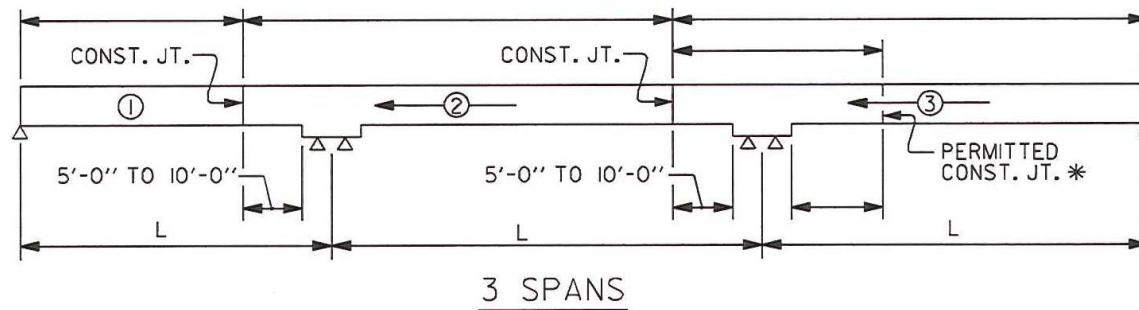 CONST. JT.
CONST. JT.
1
2
3
PERMITTED
CONST. JT. *
5'-0" TO 10'-0"
5'-0" TO 10'-0"
L
L
L
3 SPANS